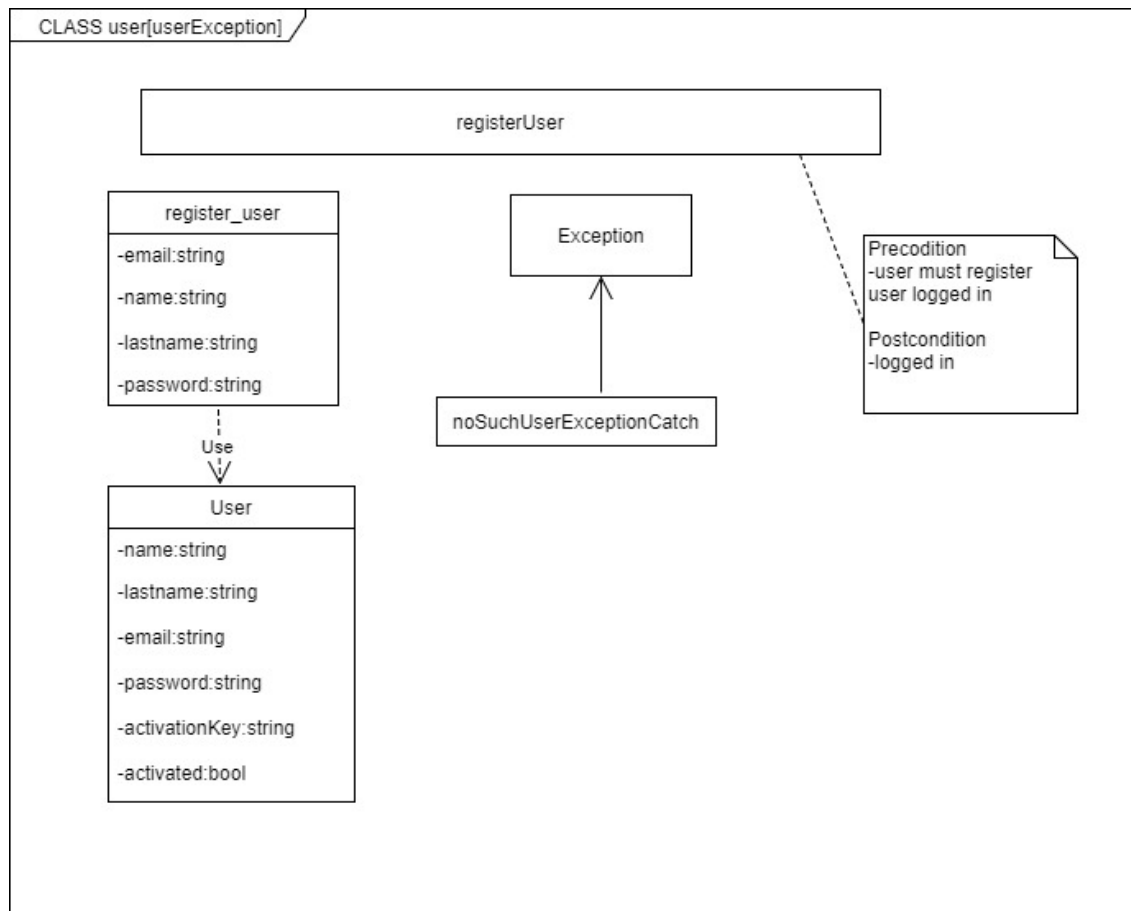 CLASS user[userException]
registerUser
register_user
-email:string
-name:string
-lastname:string
-password:string
Exception
noSuchUserExceptionCatch
Precodition
-user must register
user logged in
Postcondition
-logged in
Use
User
-name:string
-lastname:string
-email:string
-password:string
-activationKey:string
-activated:bool